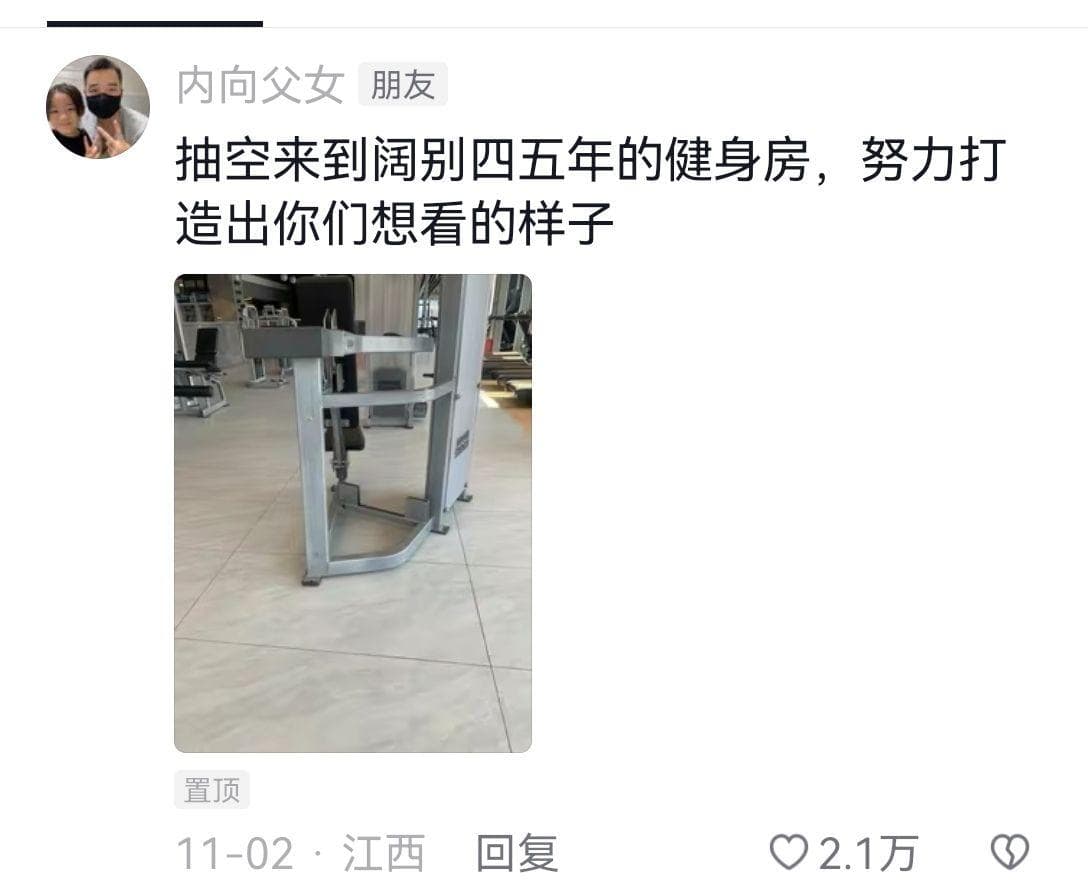 内向父女 朋友
抽空来到阔别四五年的健身房，努力打
造出你们想看的样子
置顶
11-02 · 江西 回复 2.1万